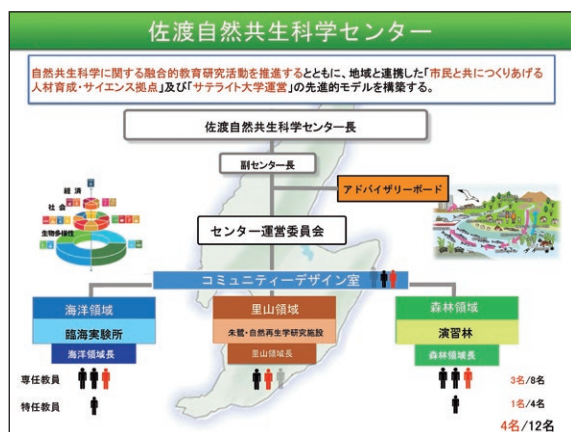 佐渡自然共生科学センター
自然共生科学に関する融合的教育研究活動を推進するとともに、地域と連携した「市民と共につくりあげる
人材育成・サイエンス拠点」及び「サテライト大学運営」の先進的モデルを構築する。
佐渡自然共生科学センター長
副センター長
アドバイザリーボード
経 済
社 会
生物多様性
センター運営委員会
コミュニティーデザイン室
海洋領域
臨海実験所
海洋領域長
里山領域
朱鷺・自然再生学研究施設
里山領域長
森林領域
演習林
森林領域長
専任教員
3名/8名
特任教員
1名/4名
4名/12名